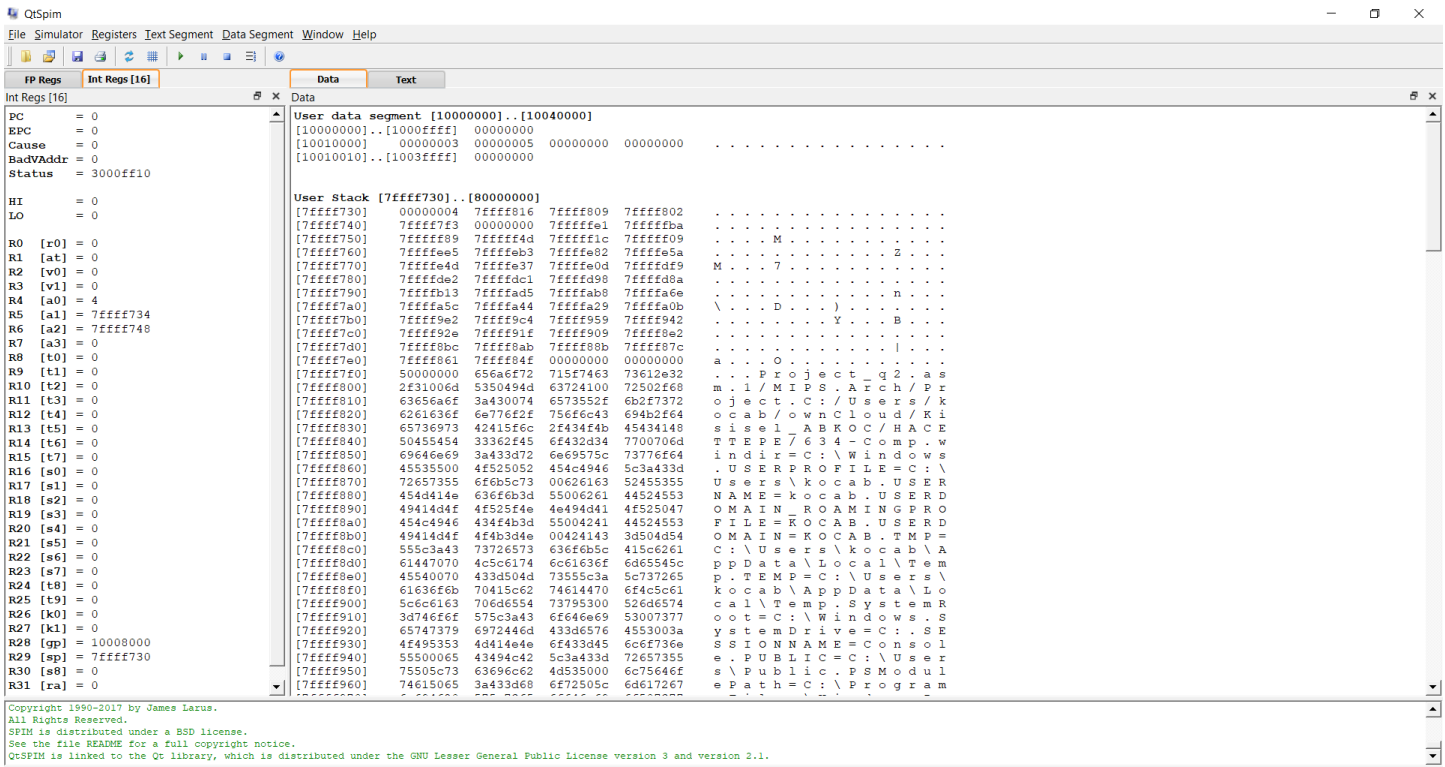 QtSpim
File Simulator Registers Text Segment Data Segment Window Help
FP Regs Int Regs [16] Data Text
Int Regs [16]
PC = 0
EPC = 0
Cause = 0
BadVAddr = 0
Status = 3000ff10
HI = 0
LO = 0
R0 [r0] = 0
R1 [at] = 0
R2 [v0] = 0
R3 [v1] = 0
R4 [a0] = 4
R5 [a1] = 7ffff734
R6 [a2] = 7ffff748
R7 [a3] = 0
R8 [t0] = 0
R9 [t1] = 0
R10 [t2] = 0
R11 [t3] = 0
R12 [t4] = 0
R13 [t5] = 0
R14 [t6] = 0
R15 [t7] = 0
R16 [s0] = 0
R17 [s1] = 0
R18 [s2] = 0
R19 [s3] = 0
R20 [s4] = 0
R21 [s5] = 0
R22 [s6] = 0
R23 [s7] = 0
R24 [t8] = 0
R25 [t9] = 0
R26 [k0] = 0
R27 [k1] = 0
R28 [gp] = 10008000
R29 [sp] = 7ffff730
R30 [s8] = 0
R31 [ra] = 0
Data
User data segment [10000000]..[10040000]
[10000000]..[1000ffff] 00000000
[10010000] 00000003 00000005 00000000 00000000 . . . . . . . . . . . . . . . .
[10010010]..[1003ffff] 00000000
User Stack [7ffff730]..[80000000]
[7ffff730] 00000004 7ffff816 7ffff809 7ffff802 . . . . . . . . . . . . . . . .
[7ffff740] 7ffff7f3 00000000 7fffffe1 7fffffba . . . . . . . . . . . . . . . .
[7ffff750] 7fffff89 7fffff4d 7fffff1c 7fffff09 . . . . M . . . . . . . . . . .
[7ffff760] 7ffffee5 7ffffeb3 7ffffe82 7ffffe5a . . . . . . . . . . . . Z . . .
[7ffff770] 7ffffe4d 7ffffe37 7ffffe0d 7ffffdf9 M . . . 7 . . . . . . . . . . .
[7ffff780] 7ffffde2 7ffffdc1 7ffffd98 7ffffd8a . . . . . . . . . . . . . . . .
[7ffff790] 7ffffb13 7ffffad5 7ffffab8 7ffffa6e . . . . . . . . . . . . n . . .
[7ffff7a0] 7ffffa5c 7ffffa44 7ffffa29 7ffffa0b \ . . . D . . . ) . . . . . . .
[7ffff7b0] 7ffff9e2 7ffff9c4 7ffff959 7ffff942 . . . . . . . . Y . . . B . . .
[7ffff7c0] 7ffff92e 7ffff91f 7ffff909 7ffff8e2 . . . . . . . . . . . . . . . .
[7ffff7d0] 7ffff8bc 7ffff8ab 7ffff88b 7ffff87c . . . . . . . . . . . . | . . .
[7ffff7e0] 7ffff861 7ffff84f 00000000 00000000 a . . . O . . . . . . . . . . .
[7ffff7f0] 50000000 656a6f72 715f7463 73612e32 . . . P r o j e c t _ q 2 . a s
[7ffff800] 2f31006d 5350494d 63724100 72502f68 m . 1 / M I P S . A r c h / P r
[7ffff810] 63656a6f 3a430074 6573552f 6b2f7372 o j e c t . C : / U s e r s / k
[7ffff820] 6261636f 6e776f2f 756f6c43 694b2f64 o c a b / o w n C l o u d / K i
[7ffff830] 65736973 42415f6c 2f434f4b 45434148 s i s e l _ A B K O C / H A C E
[7ffff840] 50455454 33362f45 6f432d34 7700706d T T E P E / 6 3 4 - C o m p . w
[7ffff850] 69646e69 3a433d72 6e69575c 73776f64 i n d i r = C : \ W i n d o w s
[7ffff860] 45535500 4f525052 454c4946 5c3a433d . U S E R P R O F I L E = C : \
[7ffff870] 72657355 6f6b5c73 00626163 52455355 U s e r s \ k o c a b . U S E R
[7ffff880] 454d414e 636f6b3d 55006261 44524553 N A M E = k o c a b . U S E R D
[7ffff890] 49414d4f 4f525f4e 4e494d41 4f525047 O M A I N _ R O A M I N G P R O
[7ffff8a0] 454c4946 434f4b3d 55004241 44524553 F I L E = K O C A B . U S E R D
[7ffff8b0] 49414d4f 4f4b3d4e 00424143 3d504d54 O M A I N = K O C A B . T M P =
[7ffff8c0] 555c3a43 73726573 636f6b5c 415c6261 C : \ U s e r s \ k o c a b \ A
[7ffff8d0] 61447070 4c5c6174 6c61636f 6d65545c p p D a t a \ L o c a l \ T e m
[7ffff8e0] 45540070 433d504d 73555c3a 5c737265 p . T E M P = C : \ U s e r s \
[7ffff8f0] 61636f6b 70415c62 74614470 6f4c5c61 k o c a b \ A p p D a t a \ L o
[7ffff900] 5c6c6163 706d6554 73795300 526d6574 c a l \ T e m p . S y s t e m R
[7ffff910] 3d746f6f 575c3a43 6f646e69 53007377 o o t = C : \ W i n d o w s . S
[7ffff920] 65747379 6972446d 433d6576 4553003a y s t e m D r i v e = C : . S E
[7ffff930] 4f495353 4d414e4e 6f433d45 6c6f736e S S I O N N A M E = C o n s o l
[7ffff940] 55500065 43494c42 5c3a433d 72657355 e . P U B L I C = C : \ U s e r
[7ffff950] 75505c73 63696c62 4d535000 6c75646f s \ P u b l i c . P S M o d u l
[7ffff960] 74615065 3a433d68 6f72505c 6d617267 e P a t h = C : \ P r o g r a m
Copyright 1990-2017 by James Larus.
All Rights Reserved.
SPIM is distributed under a BSD license.
See the file README for a full copyright notice.
QtSPIM is linked to the Qt library, which is distributed under the GNU Lesser General Public License version 3 and version 2.1.